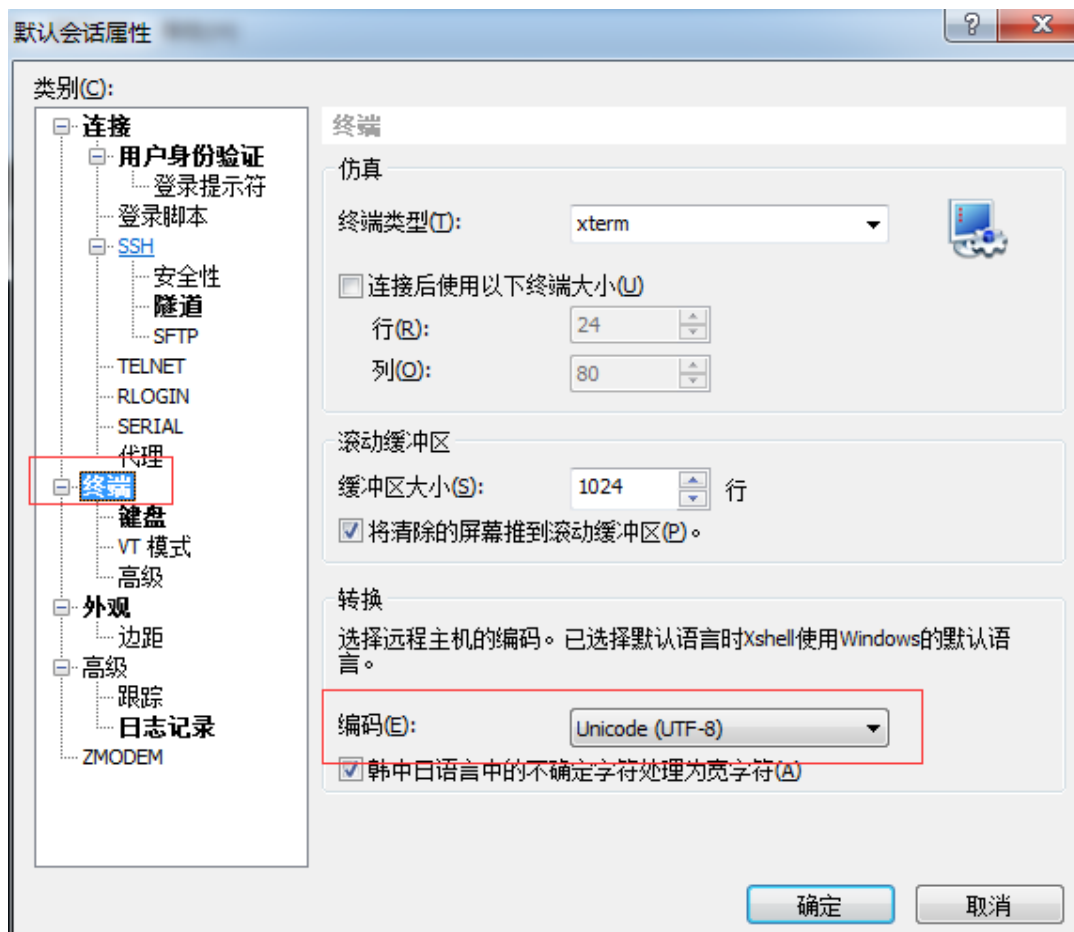 默认会话属性
类别(C):
连接
用户身份验证
登录提示符
登录脚本
SSH
安全性
隧道
SFTP
TELNET
RLOGIN
SERIAL
代理
终端
键盘
VT 模式
高级
外观
边距
高级
跟踪
日志记录
ZMODEM
终端
仿真
终端类型(T):
xterm
连接后使用以下终端大小(U)
行(R):
24
列(O):
80
滚动缓冲区
缓冲区大小(S):
1024
行
将清除的屏幕推到滚动缓冲区(P)。
转换
选择远程主机的编码。已选择默认语言时Xshell使用Windows的默认语
言。
编码(E):
Unicode (UTF-8)
韩中日语言中的不确定字符处理为宽字符(A)
确定
取消